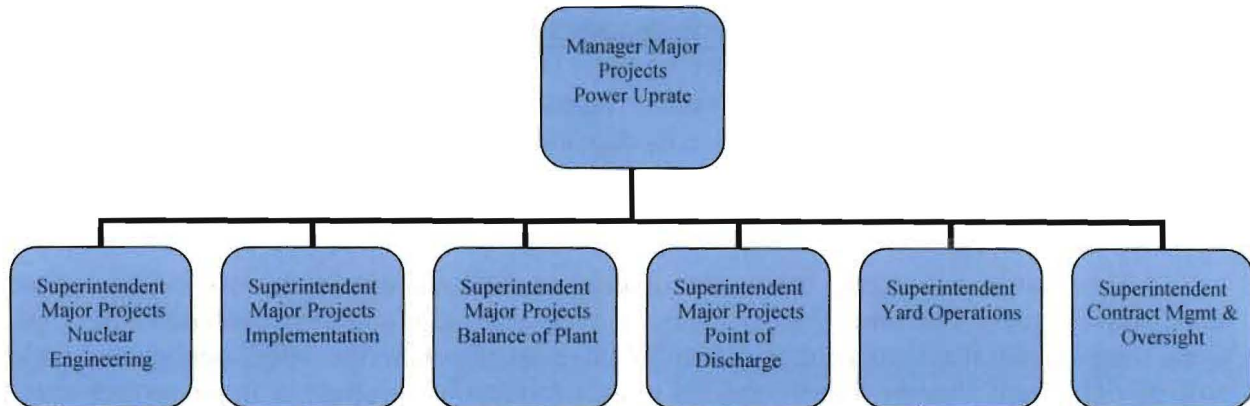 Manager Major
Projects
Power Uprate
Superintendent
Major Projects
Nuclear
Engineering
Superintendent
Major Projects
Implementation
Superintendent
Major Projects
Balance of Plant
Superintendent
Major Projects
Point of
Discharge
Superintendent
Yard Operations
Superintendent
Contract Mgmt &
Oversight